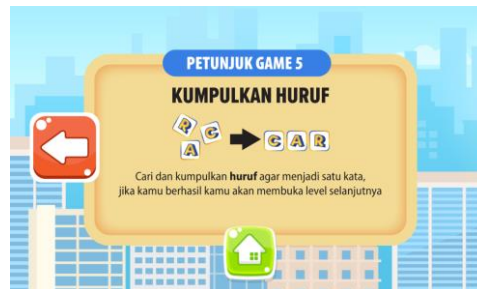 PETUNJUK GAME 5
KUMPULKAN HURUF
R C A C A R
Cari dan kumpulkan huruf agar menjadi satu kata,
jika kamu berhasil kamu akan membuka level selanjutnya